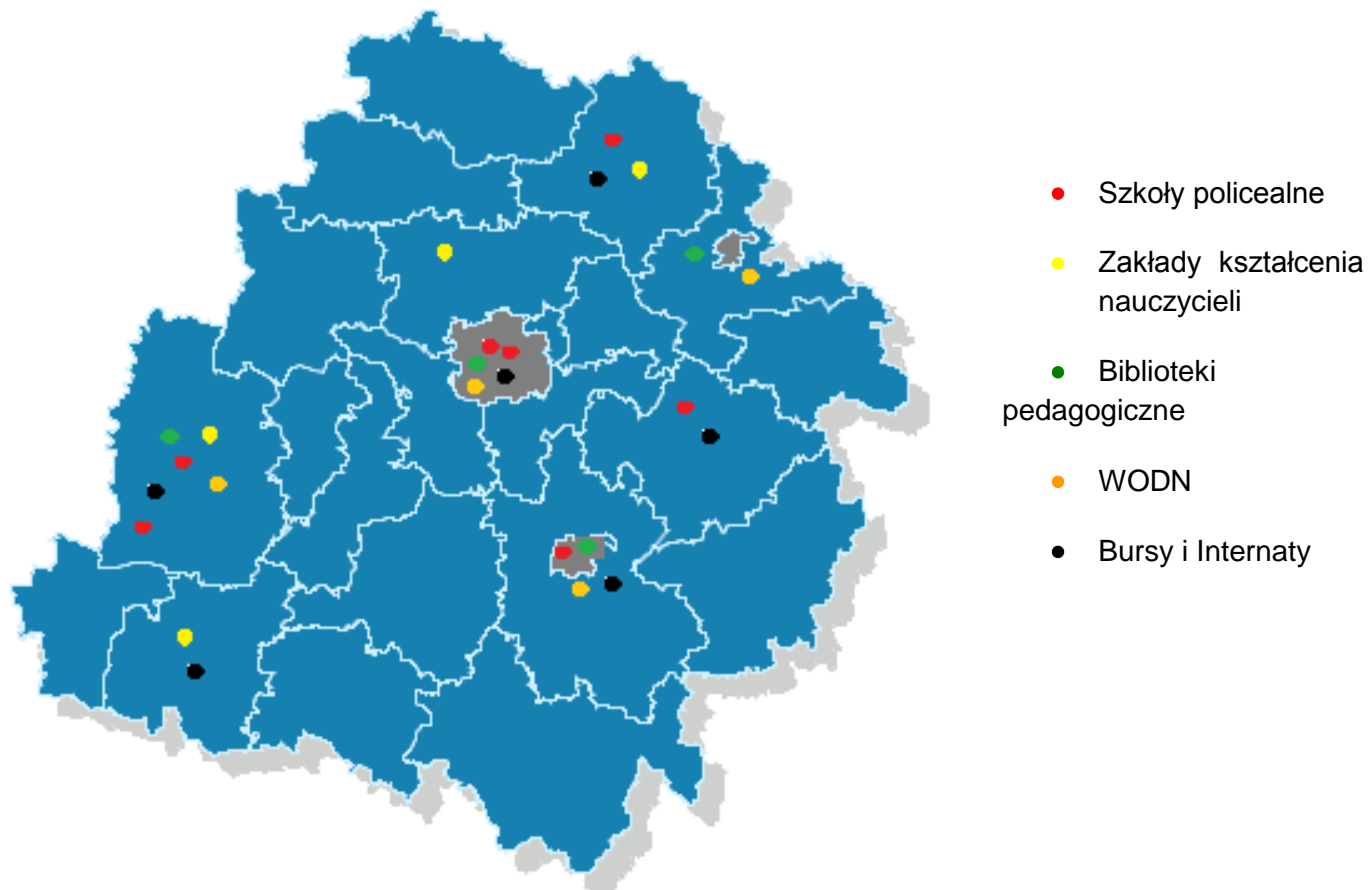 Szkoły policealne
Zakłady kształcenia
nauczycieli
Biblioteki
pedagogiczne
WODN
Bursy i Internaty